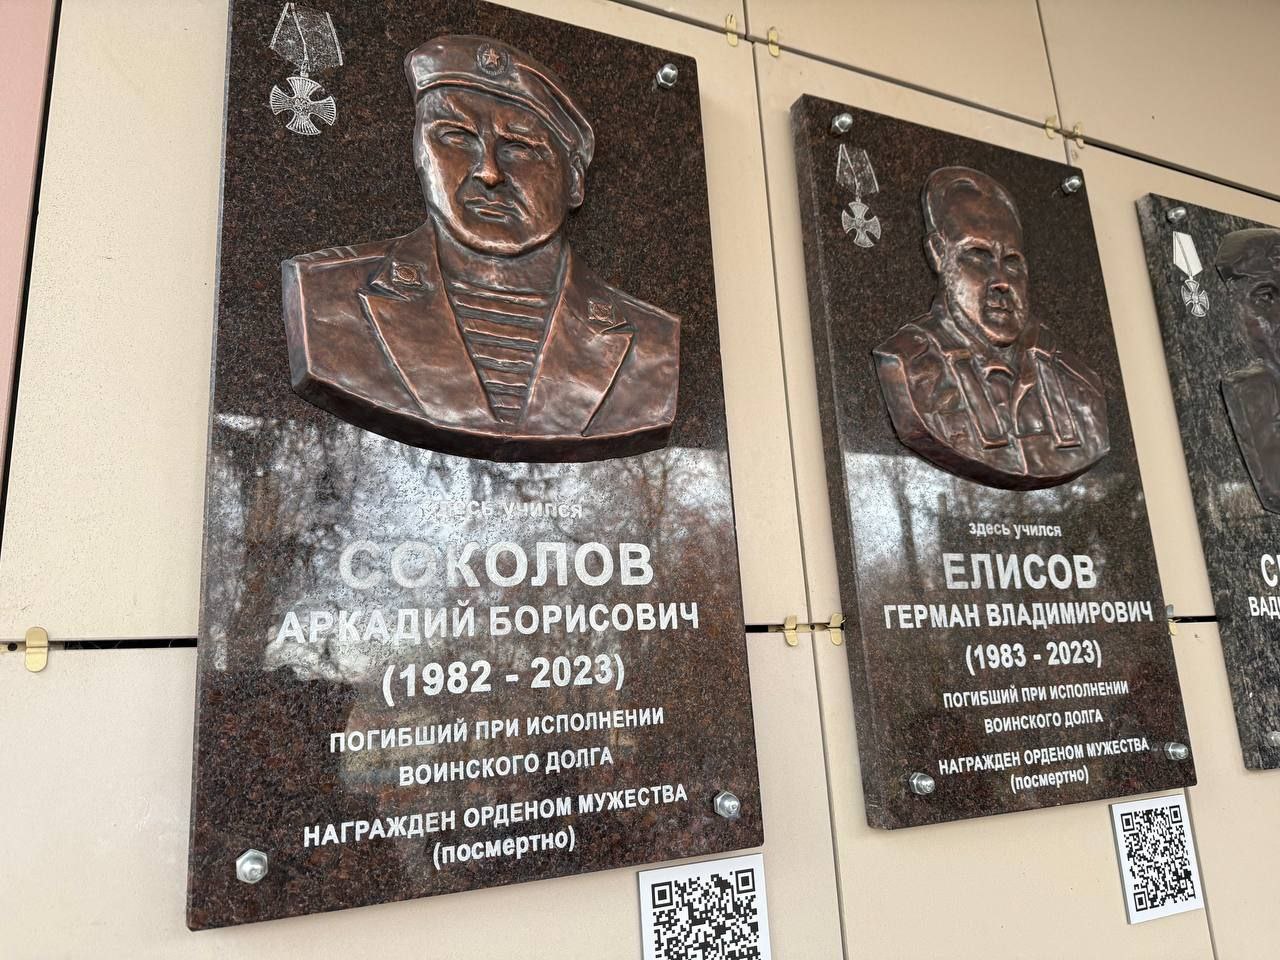 здесь учился
СОКОЛОВ
АРКАДИЙ БОРИСОВИЧ
(1982 - 2023)
ПОГИБШИЙ ПРИ ИСПОЛНЕНИИ
ВОИНСКОГО ДОЛГА
НАГРАЖДЕН ОРДЕНОМ МУЖЕСТВА
(посмертно)
здесь учился
ЕЛИСОВ
ГЕРМАН ВЛАДИМИРОВИЧ
(1983 - 2023)
ПОГИБШИЙ ПРИ ИСПОЛНЕНИИ
ВОИНСКОГО ДОЛГА
НАГРАЖДЕН ОРДЕНОМ МУЖЕСТВА
(посмертно)